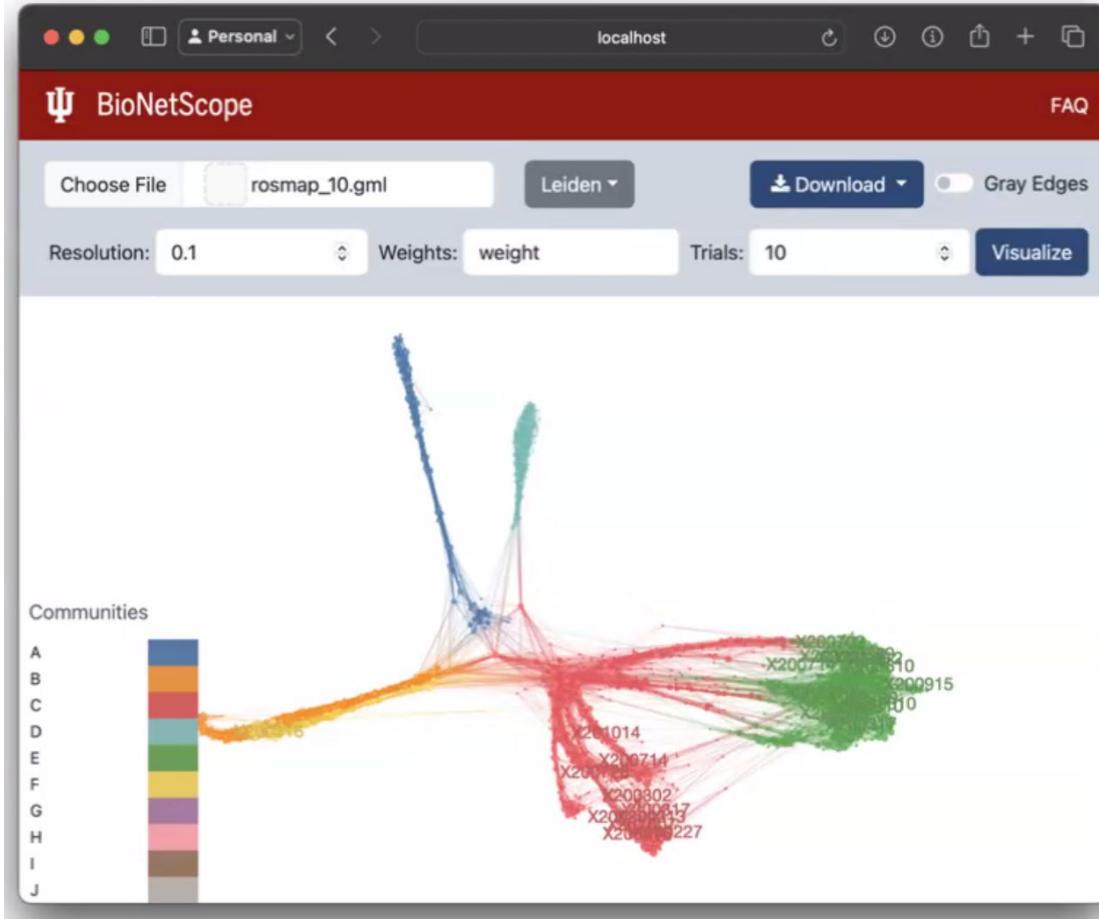 Personal
localhost
BioNetScope
FAQ
Choose File
rosmap_10.gml
Leiden
Download
Gray Edges
Resolution: 0.1
Weights: weight
Trials: 10
Visualize
X200915
X201014
X200714
X200302
Communities
A
B
C
D
E
F
G
H
I
J